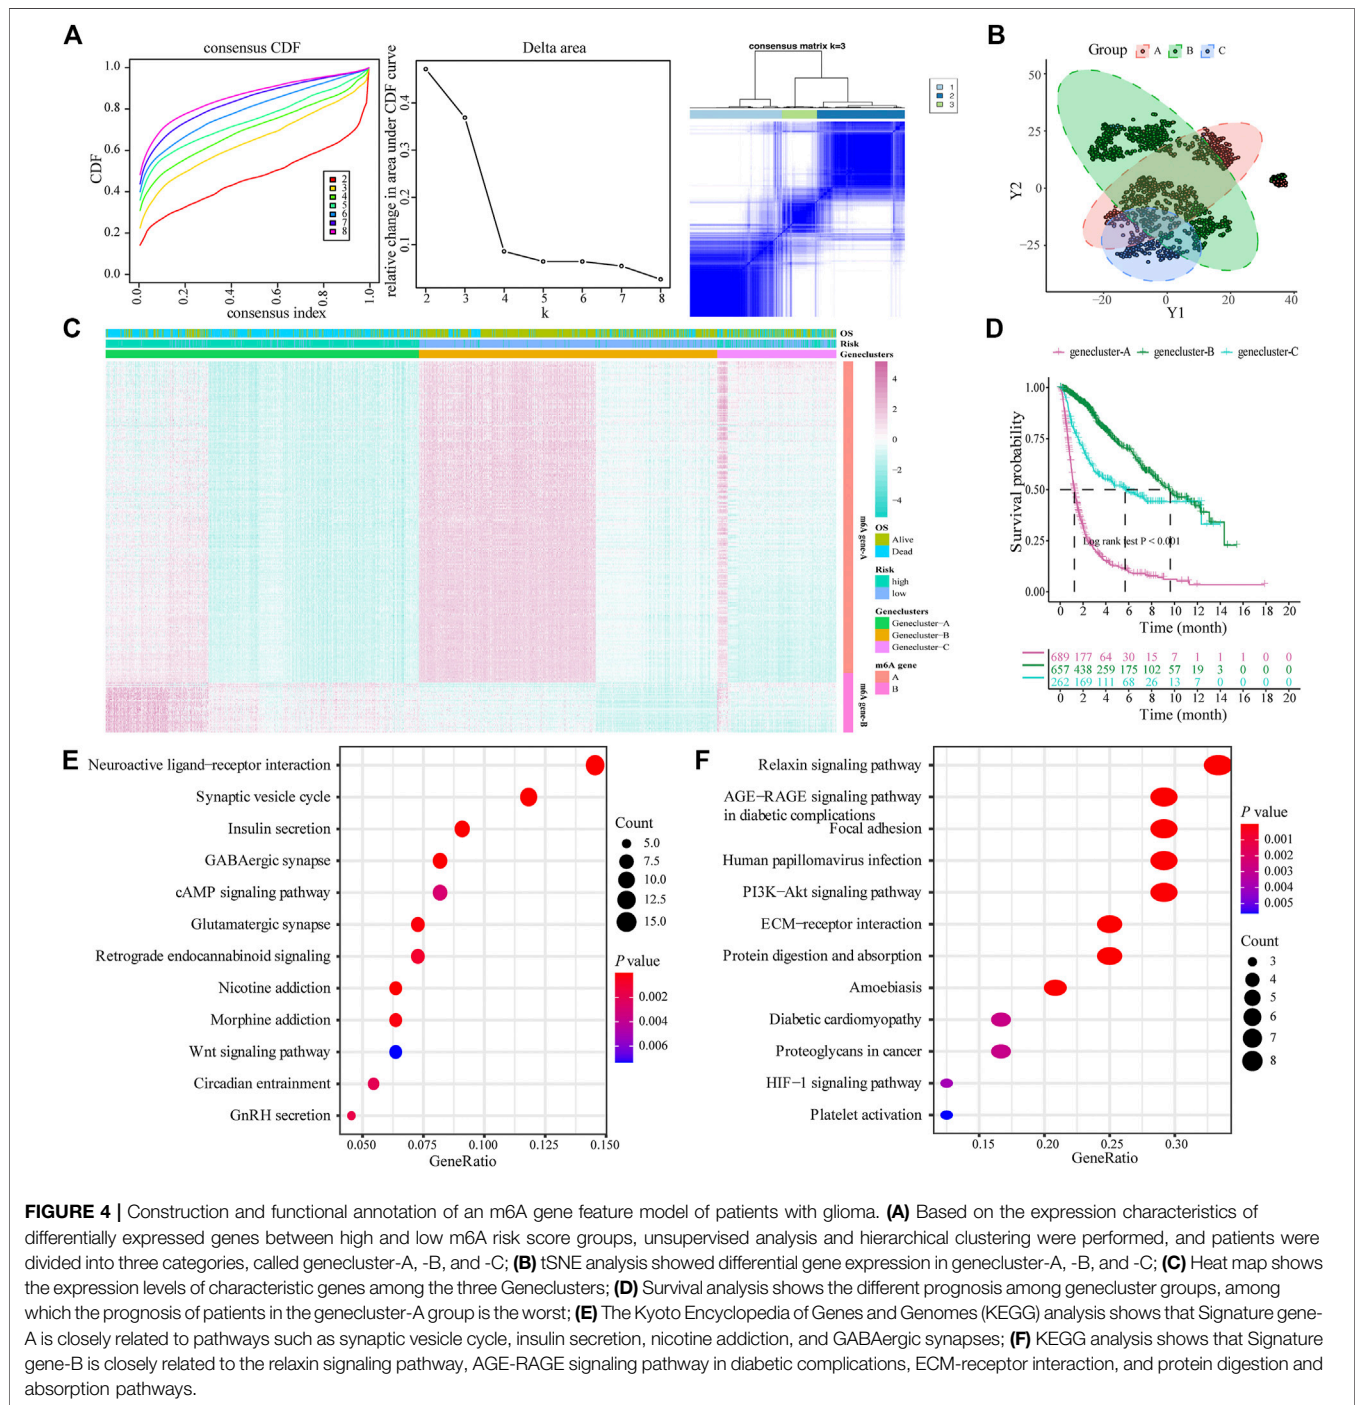 A
consensus CDF
CDF
1.0
0.8
0.6
0.4
0.2
0.0
0.0
0.2
0.4
0.6
0.8
1.0
consensus index
2
3
4
5
6
7
8
Delta area
relative change in area under CDF curve
0.4
0.3
0.2
0.1
2 3 4 5 6 7 8
k
consensus matrix k=3
1
2
3
B
Group A B C
Y2
50
25
0
−25
−20 0 20 40
Y1
C
OS
Risk
Geneclusters
4
2
0
−2
−4
m6A gene-A
m6A gene-B
OS
Alive
Dead
Risk
high
low
Geneclusters
Genecluster−A
Genecluster−B
Genecluster−C
m6A gene
A
B
D
genecluster-A genecluster-B genecluster-C
Survival probability
1.00
0.75
0.50
0.25
0.00
Log rank test P < 0.001
0 2 4 6 8 10 12 14 16 18 20
Time (month)
689 177 64 30 15 7 1 1 1 0 0
657 438 259 175 102 57 19 3 0 0 0
262 169 111 68 26 13 7 0 0 0 0
0 2 4 6 8 10 12 14 16 18 20
Time (month)
E
Neuroactive ligand−receptor interaction
Synaptic vesicle cycle
Insulin secretion
GABAergic synapse
cAMP signaling pathway
Glutamatergic synapse
Retrograde endocannabinoid signaling
Nicotine addiction
Morphine addiction
Wnt signaling pathway
Circadian entrainment
GnRH secretion
0.050 0.075 0.100 0.125 0.150
GeneRatio
Count
5.0
7.5
10.0
12.5
15.0
P value
0.002
0.004
0.006
F
Relaxin signaling pathway
AGE−RAGE signaling pathway
in diabetic complications
Focal adhesion
Human papillomavirus infection
PI3K−Akt signaling pathway
ECM−receptor interaction
Protein digestion and absorption
Amoebiasis
Diabetic cardiomyopathy
Proteoglycans in cancer
HIF−1 signaling pathway
Platelet activation
0.15 0.20 0.25 0.30
GeneRatio
P value
0.001
0.002
0.003
0.004
0.005
Count
3
4
5
6
7
8
FIGURE 4 | Construction and functional annotation of an m6A gene feature model of patients with glioma. (A) Based on the expression characteristics of
differentially expressed genes between high and low m6A risk score groups, unsupervised analysis and hierarchical clustering were performed, and patients were
divided into three categories, called genecluster-A, -B, and -C; (B) tSNE analysis showed differential gene expression in genecluster-A, -B, and -C; (C) Heat map shows
the expression levels of characteristic genes among the three Geneclusters; (D) Survival analysis shows the different prognosis among genecluster groups, among
which the prognosis of patients in the genecluster-A group is the worst; (E) The Kyoto Encyclopedia of Genes and Genomes (KEGG) analysis shows that Signature gene-
A is closely related to pathways such as synaptic vesicle cycle, insulin secretion, nicotine addiction, and GABAergic synapses; (F) KEGG analysis shows that Signature
gene-B is closely related to the relaxin signaling pathway, AGE-RAGE signaling pathway in diabetic complications, ECM-receptor interaction, and protein digestion and
absorption pathways.